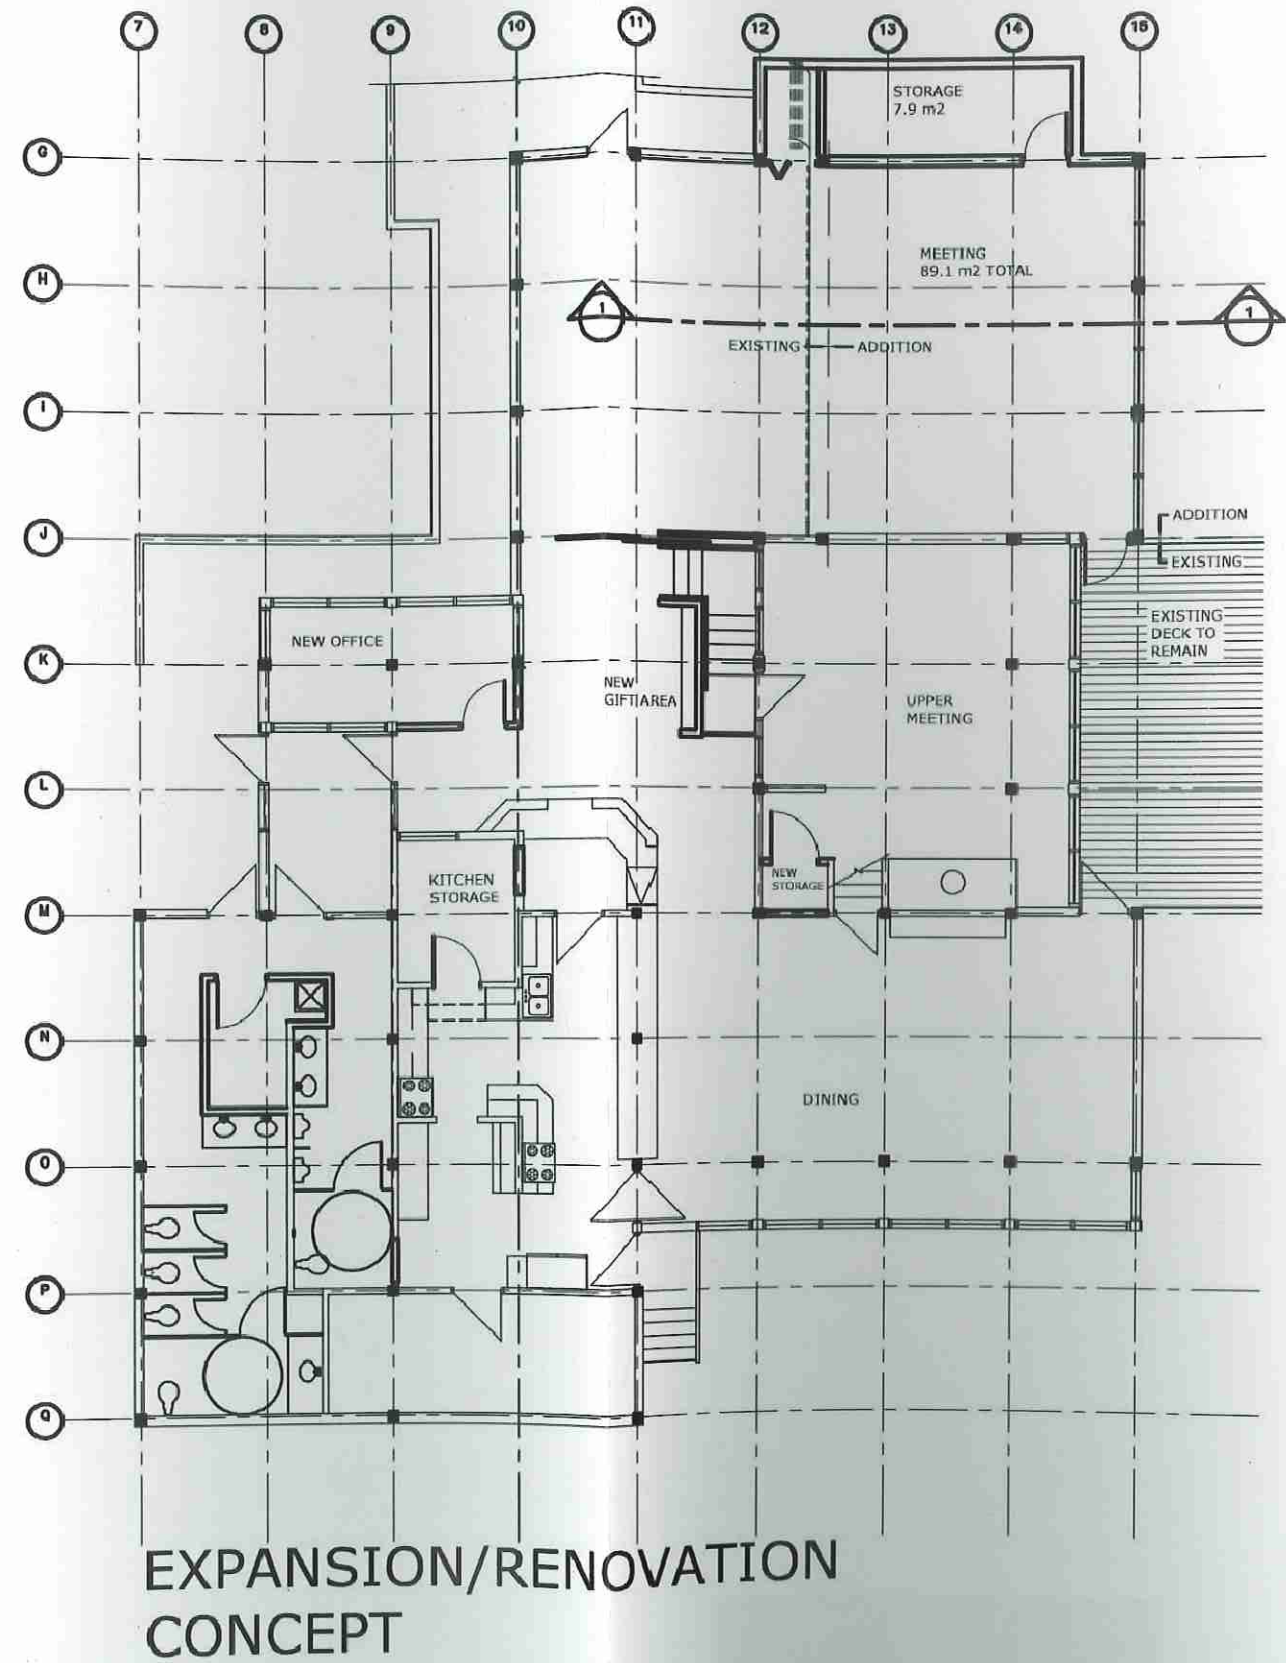 7
8
9
10
11
12
13
14
15
STORAGE
7.9 m2
G
MEETING
89.1 m2 TOTAL
H
1
1
EXISTING
ADDITION
I
ADDITION
J
EXISTING
NEW OFFICE
EXISTING
DECK TO
REMAIN
K
NEW
GIFT AREA
UPPER
MEETING
L
KITCHEN
STORAGE
NEW
STORAGE
M
N
DINING
O
P
Q
EXPANSION/RENOVATION
CONCEPT